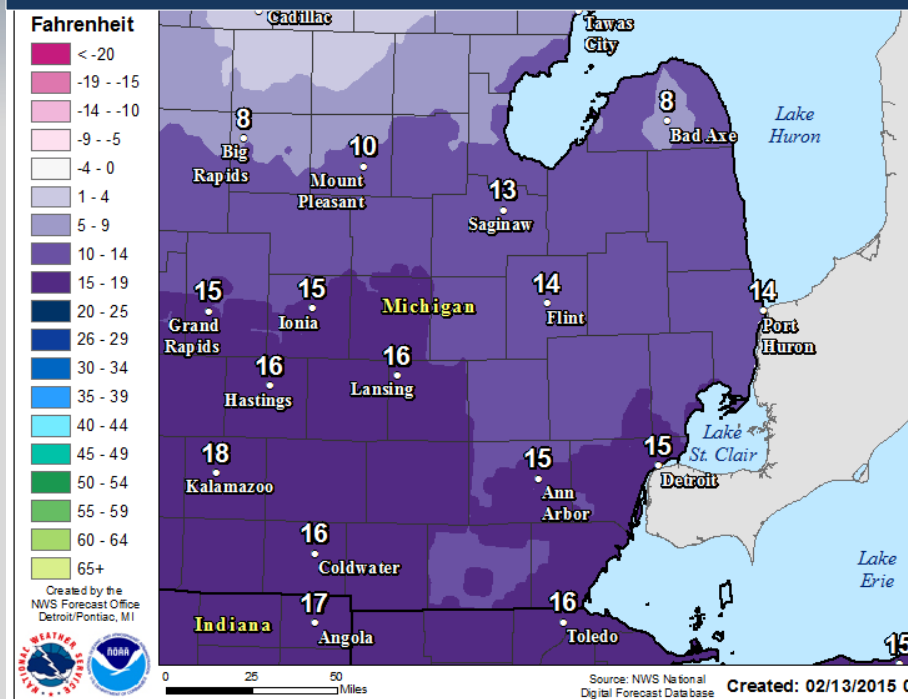 Fahrenheit
< -20
-19 - -15
-14 - -10
-9 - -5
-4 - 0
1 - 4
5 - 9
10 - 14
15 - 19
20 - 25
26 - 29
30 - 34
35 - 39
40 - 44
45 - 49
50 - 54
55 - 59
60 - 64
65+
Created by the
NWS Forecast Office
Detroit/Pontiac, MI
NOAA
Cadillac
Tawas
City
Lake
Huron
8
Big
Rapids
10
Mount
Pleasant
8
Bad Axe
13
Saginaw
15
Grand
Rapids
15
Ionia
Michigan
14
Flint
14
Port
Huron
16
Hastings
16
Lansing
18
Kalamazoo
15
Ann
Arbor
15
Detroit
Lake
St. Clair
16
Coldwater
Lake
Erie
Indiana
17
Angola
16
Toledo
15
0 25 50
Miles
Source: NWS National
Digital Forecast Database
Created: 02/13/2015 0